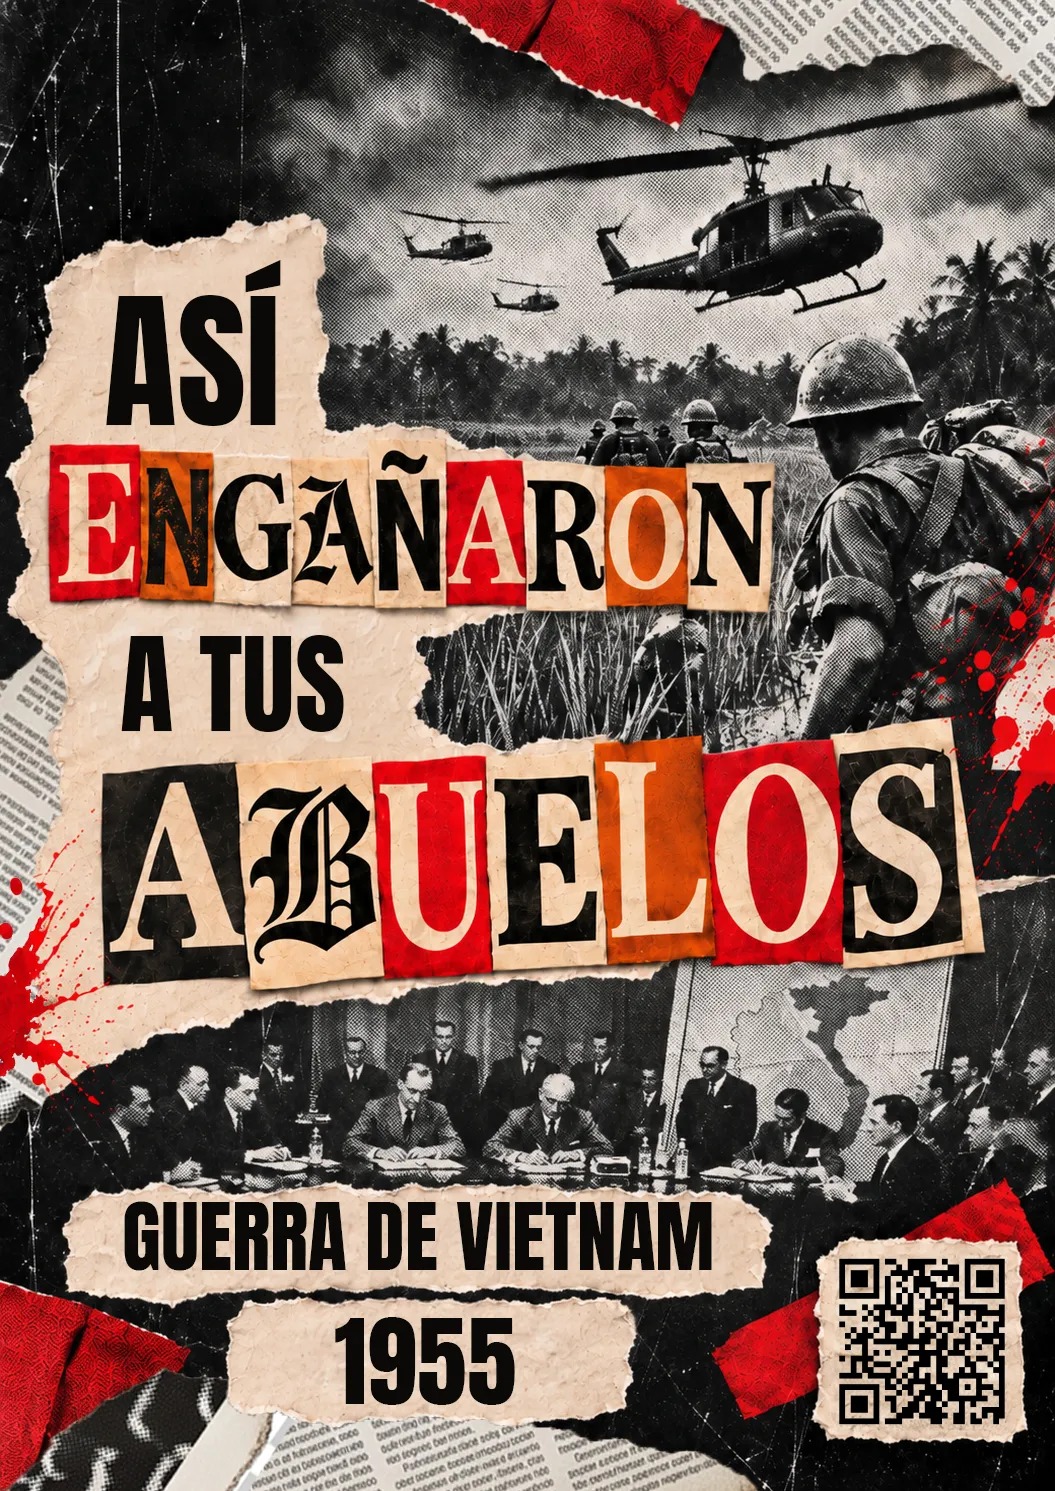 ASÍ
ENGAÑARON
A TUS
ABUELOS
GUERRA DE VIETNAM
1955